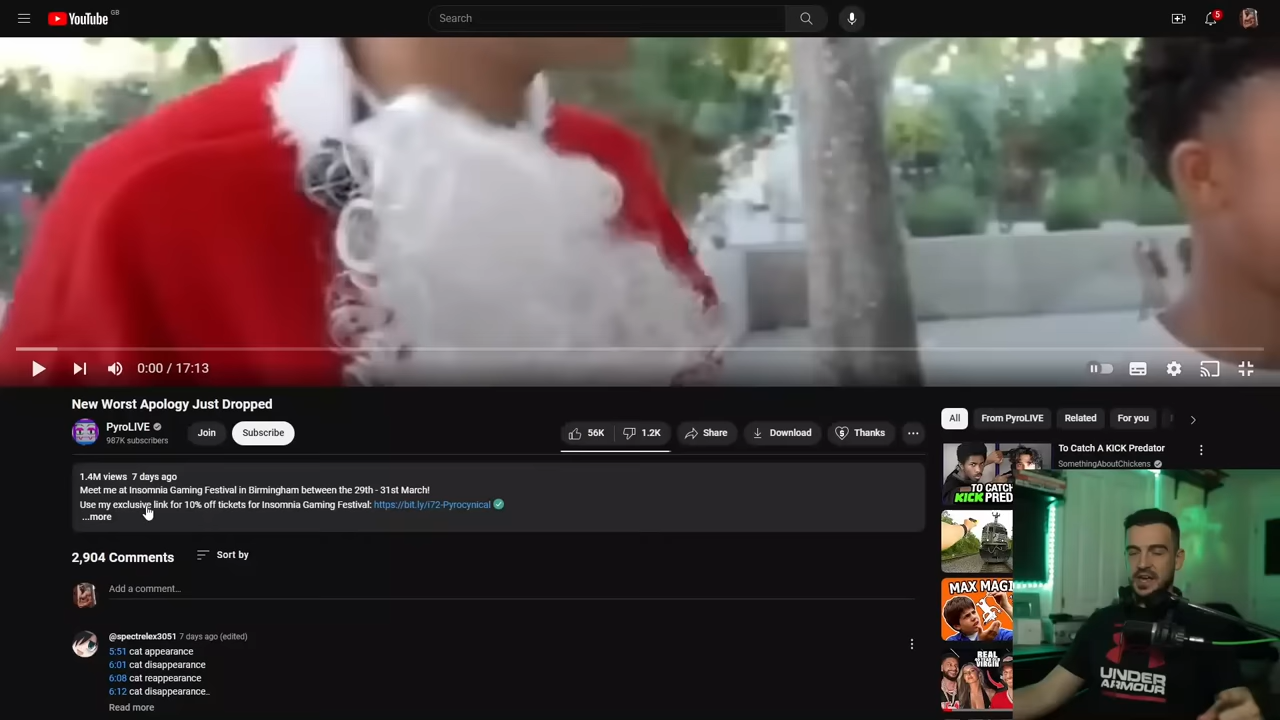 YouTube GB
Search
5
0:00 / 17:13
New Worst Apology Just Dropped
PyroLIVE
987K subscribers
Join
Subscribe
56K
1.2K
Share
Download
Thanks
All
From PyroLIVE
Related
For you
1.4M views 7 days ago
Meet me at Insomnia Gaming Festival in Birmingham between the 29th - 31st March!
Use my exclusive link for 10% off tickets for Insomnia Gaming Festival: https://bit.ly/i72-Pyrocynical
...more
2,904 Comments
Sort by
Add a comment...
@spectrelex3051 7 days ago (edited)
5:51 cat appearance
6:01 cat disappearance
6:08 cat reappearance
6:12 cat disappearance..
Read more
To Catch A KICK Predator
SomethingAboutChickens
TO CATCH
KICK PRED
MAX MAGI
REAL
VIRGIN
UNDER
ARMOUR